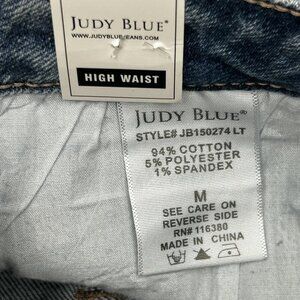 JUDY BLUE®
WWW.JUDYBLUEJEANS.COM
HIGH WAIST
JUDY BLUE®
STYLE# JB150274 LT
94% COTTON
5% POLYESTER
1% SPANDEX
M
SEE CARE ON
REVERSE SIDE
RN# 116380
MADE IN CHINA